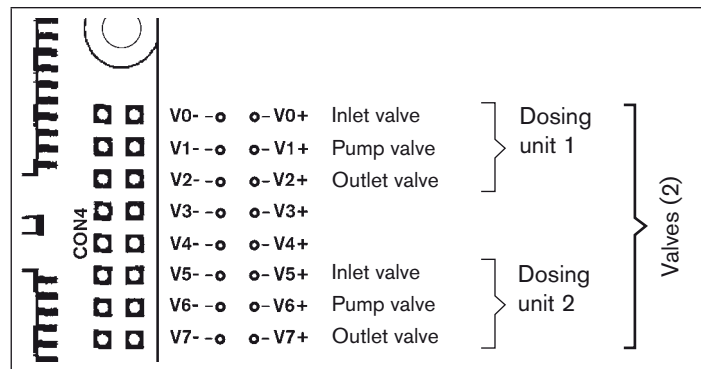 V0- V0+ Inlet valve
V1- V1+ Pump valve
V2- V2+ Outlet valve
V3- V3+
V4- V4+
V5- V5+ Inlet valve
V6- V6+ Pump valve
V7- V7+ Outlet valve
CON4
Dosing
unit 1
Dosing
unit 2
Valves (2)